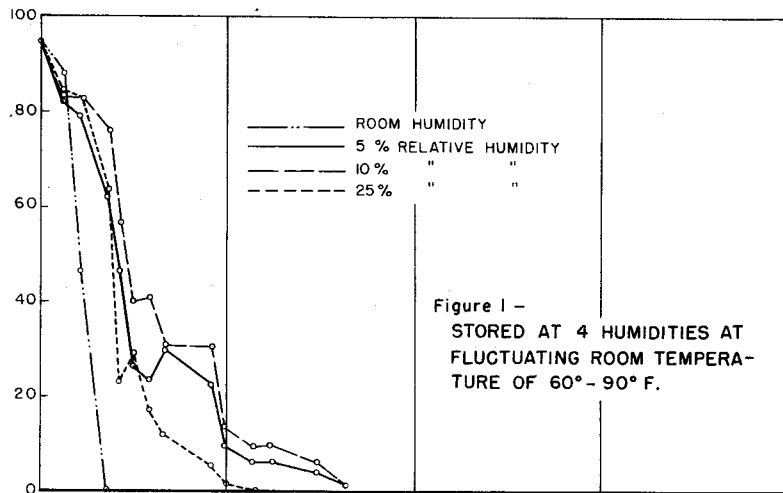 100
80
60
40
20
0
ROOM HUMIDITY
5 % RELATIVE HUMIDITY
10% " "
25% " "
Figure 1 –
STORED AT 4 HUMIDITIES AT
FLUCTUATING ROOM TEMPERA-
TURE OF 60°- 90° F.